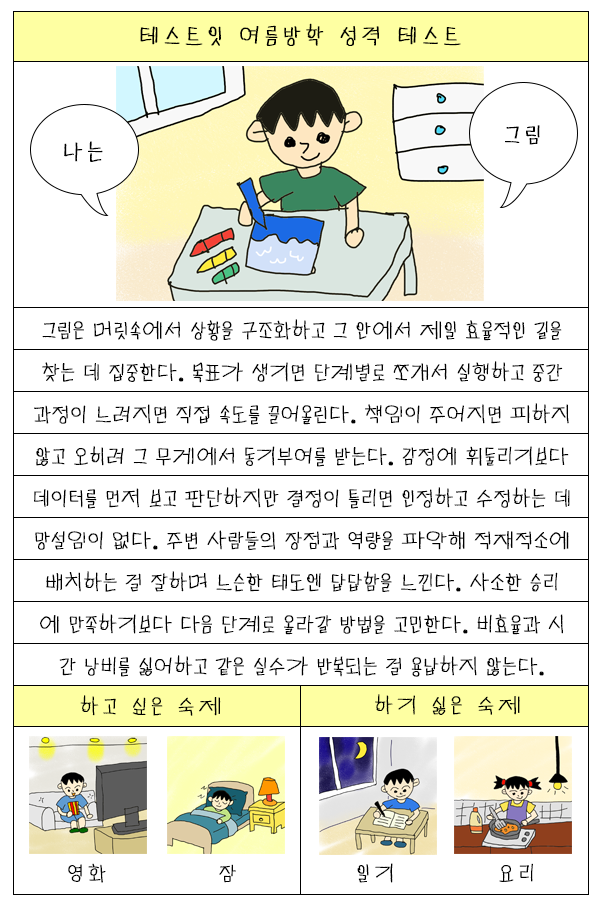 테스트잇 여름방학 성격 테스트
나는
그림
그림은 머릿속에서 상황을 구조화하고 그 안에서 제일 효율적인 길을
찾는 데 집중한다. 목표가 생기면 단계별로 쪼개서 실행하고 중간
과정이 느려지면 직접 속도를 끌어올린다. 책임이 주어지면 피하지
않고 오히려 그 무게에서 동기부여를 받는다. 감정에 휘둘리기보다
데이터를 먼저 보고 판단하지만 결정이 틀리면 인정하고 수정하는 데
망설임이 없다. 주변 사람들의 장점과 역량을 파악해 적재적소에
배치하는 걸 잘하며 느슨한 태도엔 답답함을 느낀다. 사소한 승리
에 만족하기보다 다음 단계로 올라갈 방법을 고민한다. 비효율과 시
간 낭비를 싫어하고 같은 실수가 반복되는 걸 용납하지 않는다.
하고 싶은 숙제
하기 싫은 숙제
영화
잠
일기
요리